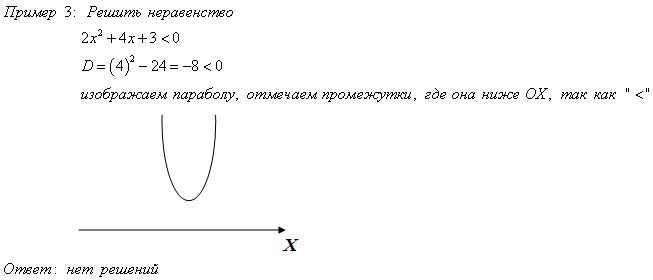 Пример 3: Решить неравенство
2x²+4x+3<0
D=(4)²−24=−8<0
изображаем параболу, отмечаем промежутки, где она ниже OX, так как "<"
X
Ответ: нет решений